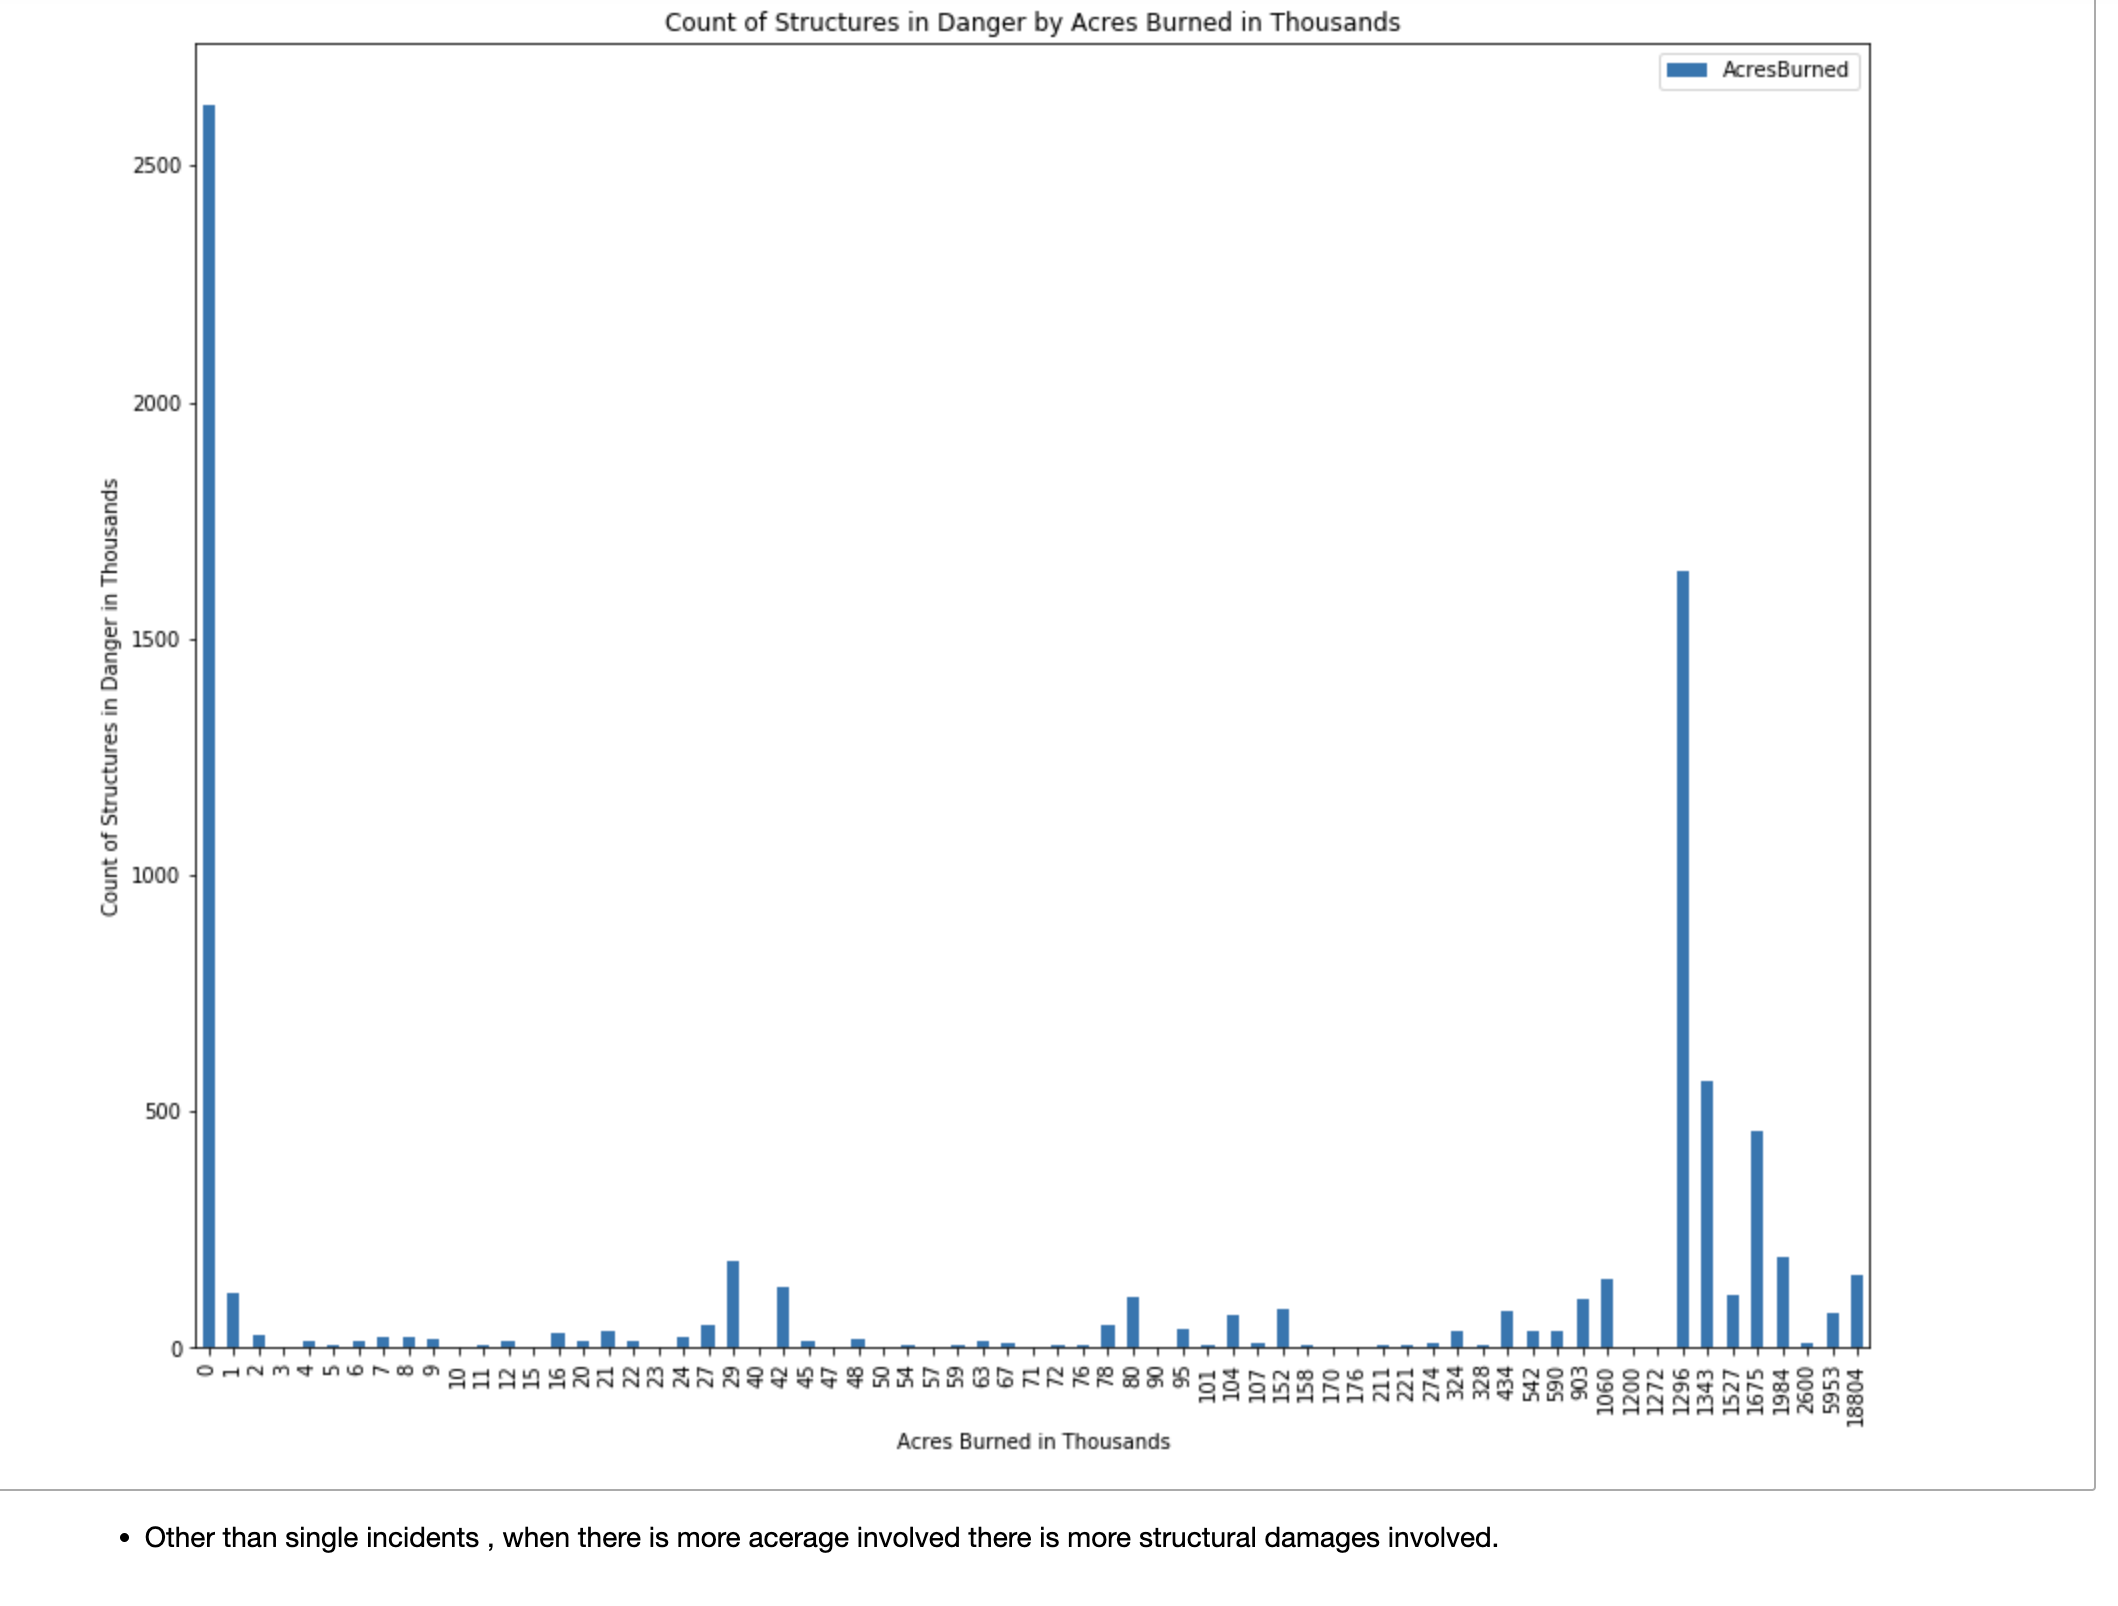 Count of Structures in Danger by Acres Burned in Thousands
AcresBurned
Count of Structures in Danger in Thousands
2500
2000
1500
1000
500
0
0 1 2 3 4 5 6 7 8 9 10 11 12 15 16 20 21 22 23 24 27 29 40 42 45 47 48 50 54 57 59 63 67 71 72 76 78 80 90 95 101 104 107 152 158 170 176 211 221 274 324 328 434 542 590 903 1060 1200 1272 1296 1343 1527 1675 1984 2600 5953 18804
Acres Burned in Thousands
• Other than single incidents , when there is more acerage involved there is more structural damages involved.